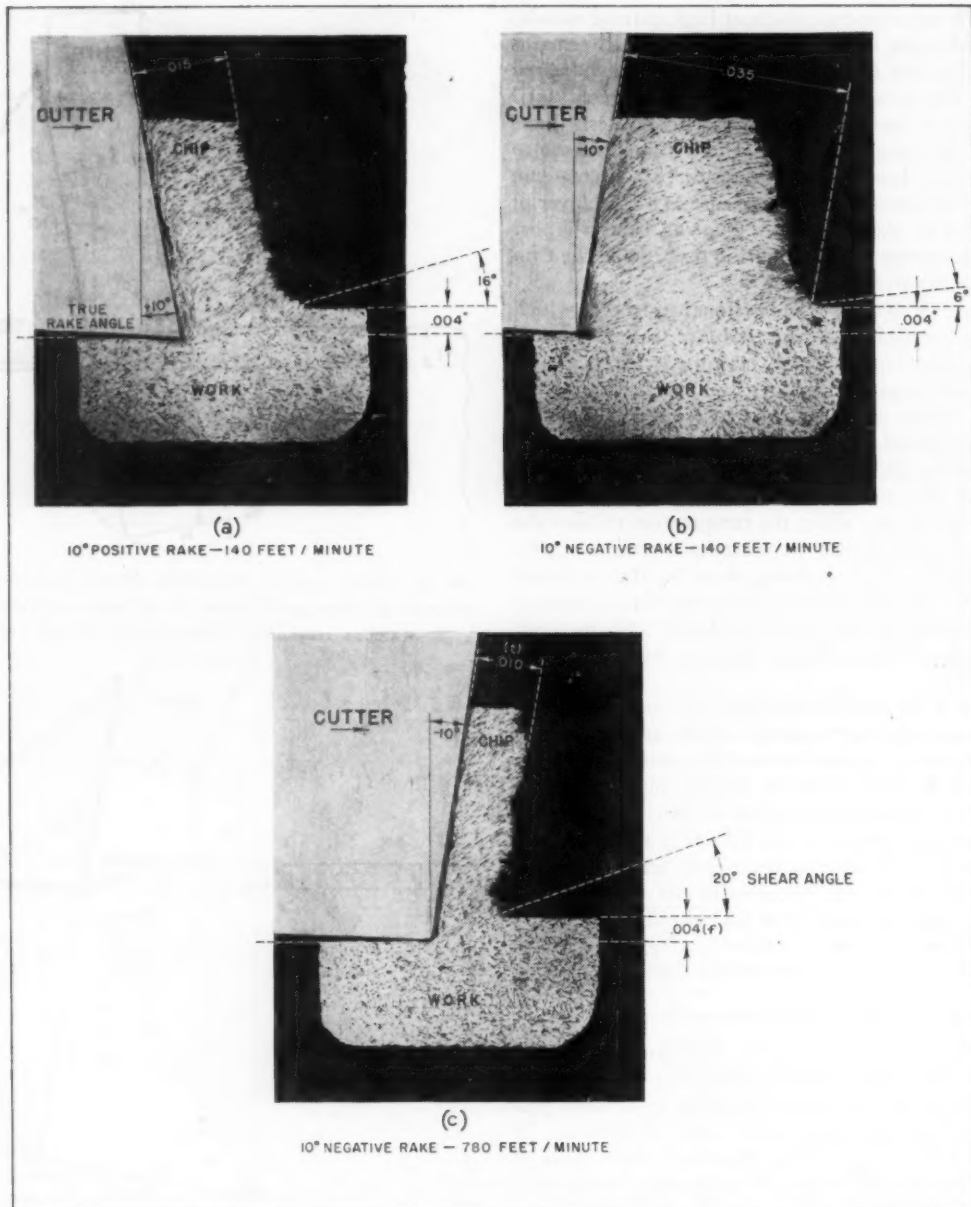 .015
CUTTER
CHIP
+10°
TRUE
RAKE ANGLE
16°
.004"
WORK
(a)
10° POSITIVE RAKE—140 FEET / MINUTE
.035
CUTTER
-10°
CHIP
6°
.004"
WORK
(b)
10° NEGATIVE RAKE—140 FEET / MINUTE
(t)
.010
CUTTER
-10°
CHIP
20° SHEAR ANGLE
.004(f)
WORK
(c)
10° NEGATIVE RAKE — 780 FEET / MINUTE